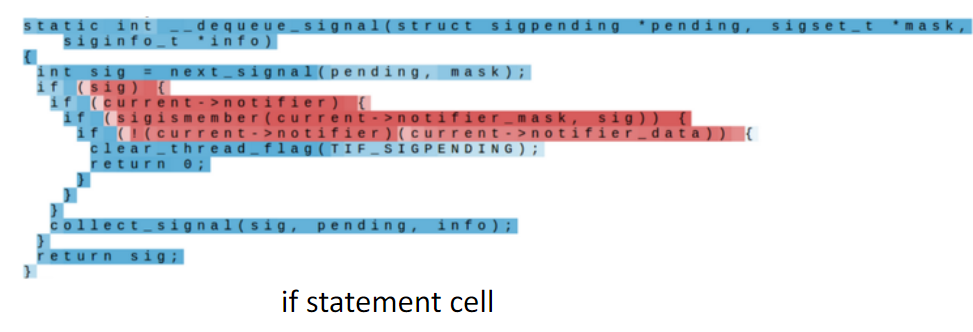 static int __dequeue_signal(struct sigpending *pending, sigset_t *mask,
siginfo_t *info)
{
int sig = next_signal(pending, mask);
if (sig) {
if (current->notifier) {
if (sigismember(current->notifier_mask, sig)) {
if (!(current->notifier)(current->notifier_data)) {
clear_thread_flag(TIF_SIGPENDING);
return 0;
}
}
}
collect_signal(sig, pending, info);
}
return sig;
}
if statement cell